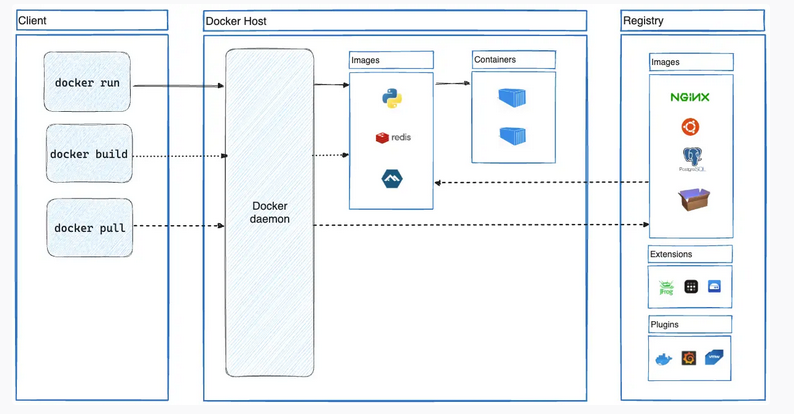 Client
docker run
docker build
docker pull
Docker Host
Docker
daemon
Images
redis
Containers
Registry
Images
NGINX
PostgreSQL
Extensions
JFrog
Plugins